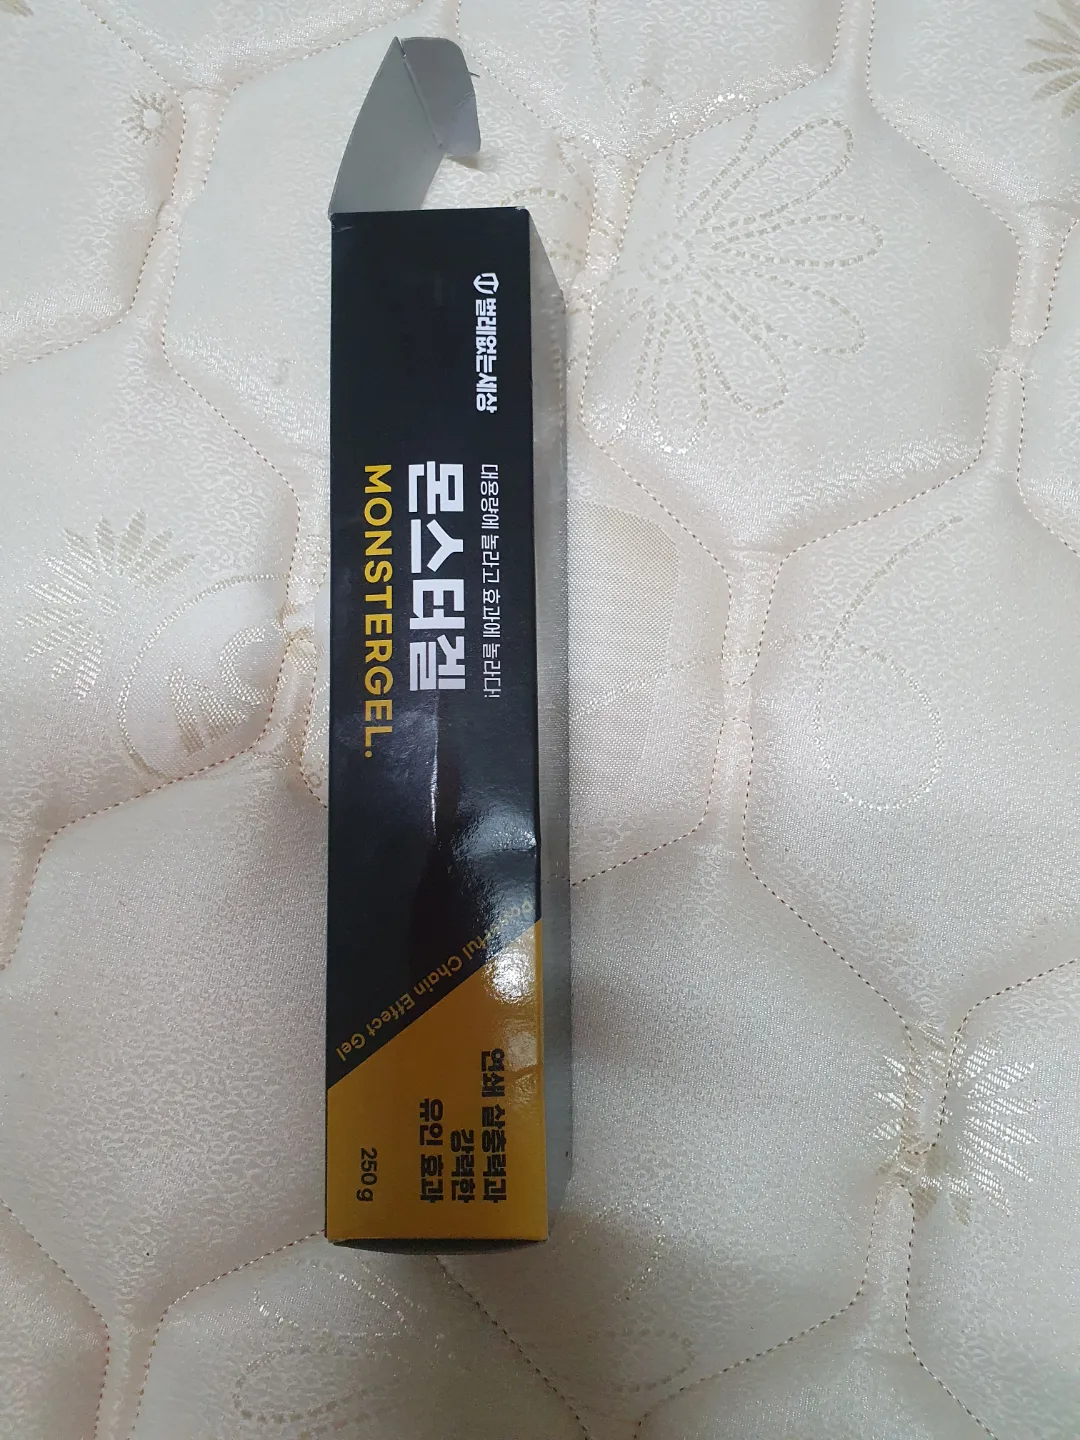 벌레없는세상
대용량에 놀라고 효과에 놀라다!
몬스터겔
MONSTERGEL.
Powerful Chain Effect Gel
연쇄 살충력과
강력한
유인 효과
250g